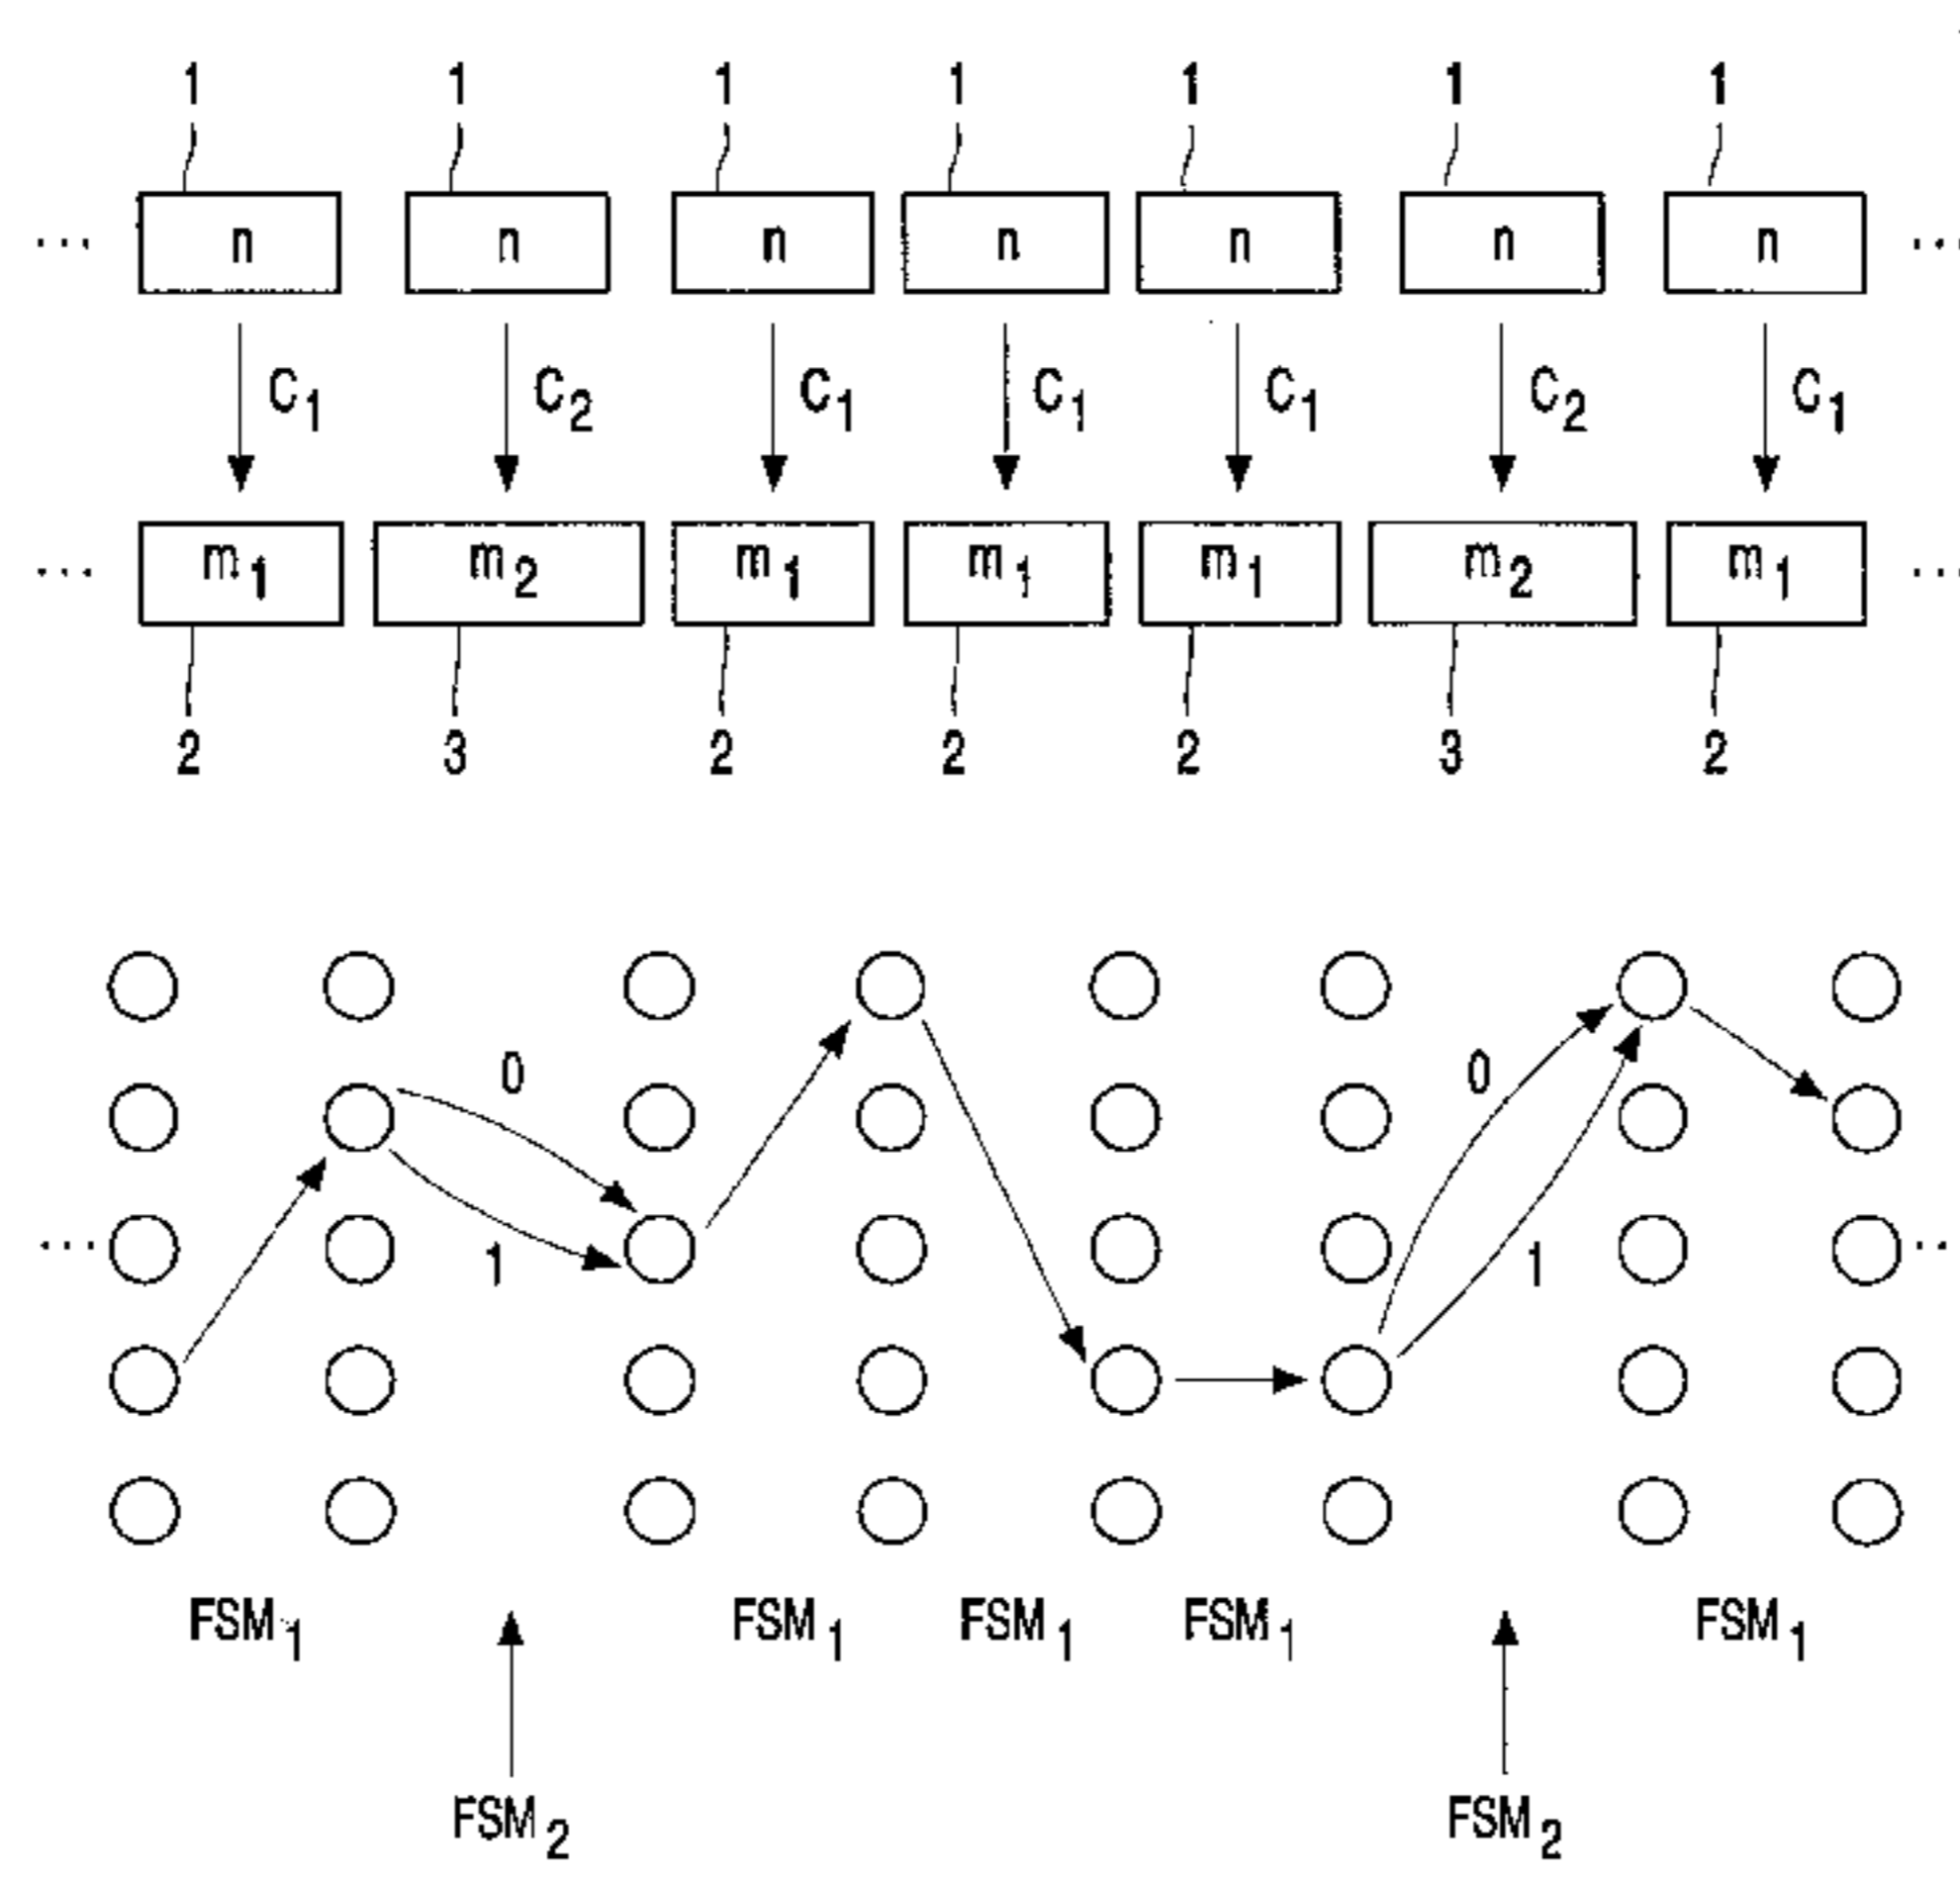 1 1 1 1 1 1 1
... n n n n n n n ...
C1 C2 C1 C1 C1 C2 C1
... m1 m2 m1 m1 m1 m2 m1 ...
2 3 2 2 2 3 2
0 0
... 1 1 ..
FSM1 FSM1 FSM1 FSM1 FSM1
FSM2 FSM2